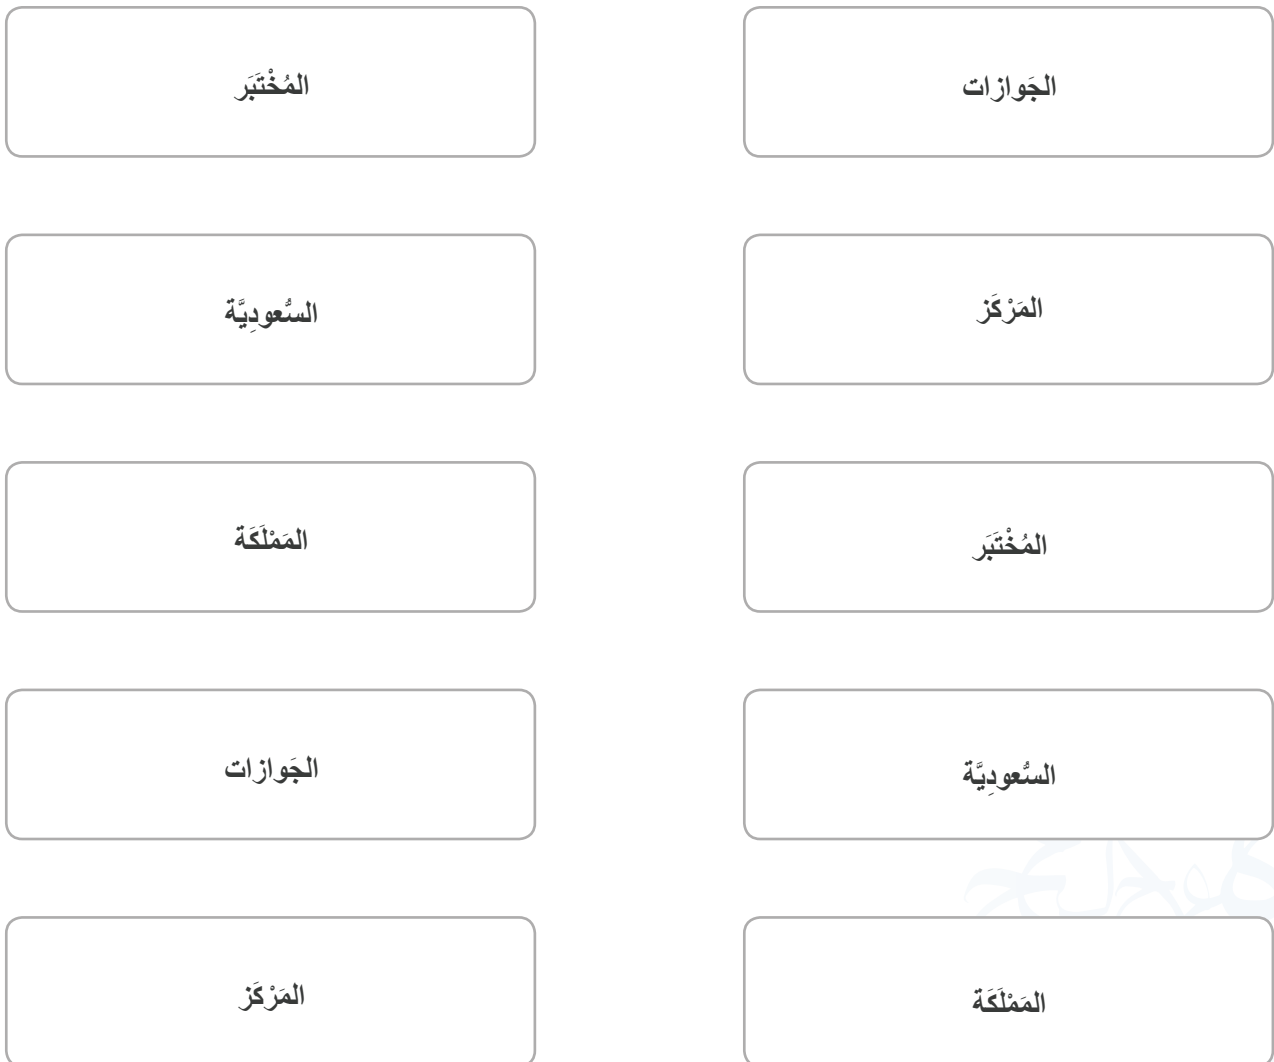 الجَوازات
المُخْتَبَر
المَرْكَز
السُّعودِيَّة
المُخْتَبَر
المَمْلَكَة
السُّعودِيَّة
الجَوازات
المَمْلَكَة
المَرْكَز